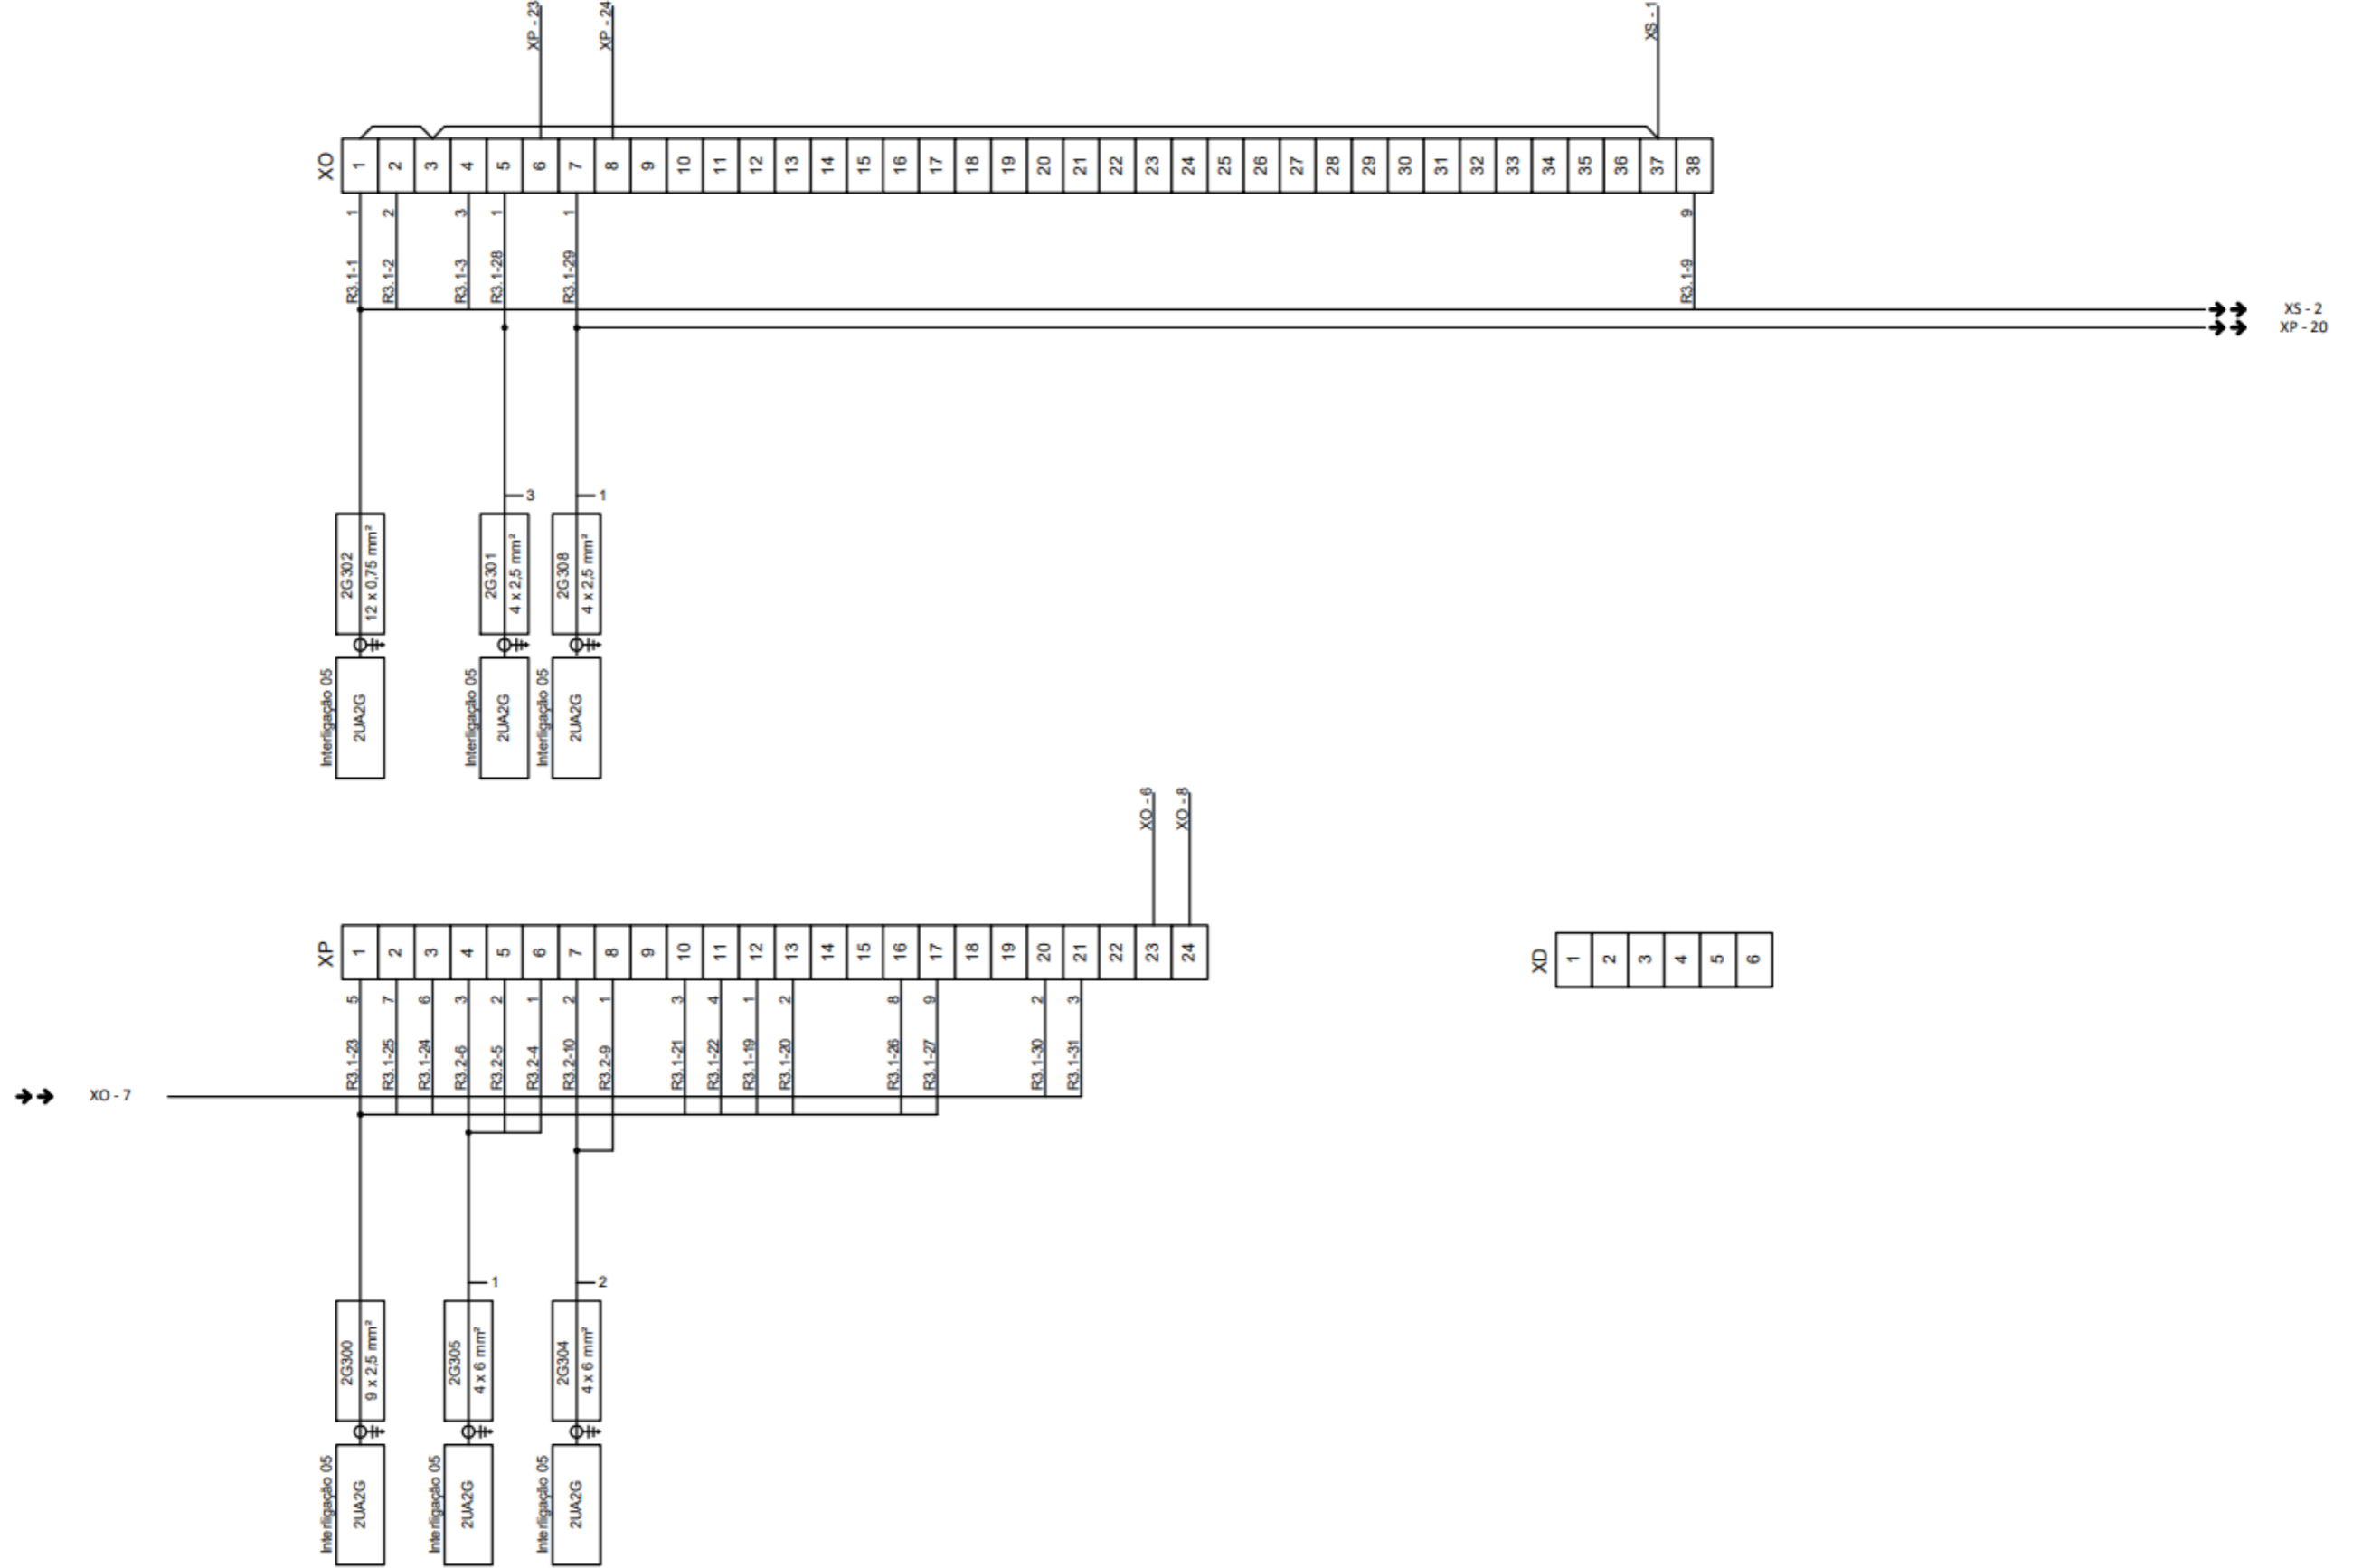 XP - 23
XP - 24
XS - 1
XO
1 2 3 4 5 6 7 8 9 10 11 12 13 14 15 16 17 18 19 20 21 22 23 24 25 26 27 28 29 30 31 32 33 34 35 36 37 38
1 2 3 1 1 9
R3.1-1
R3.1-2
R3.1-3
R3.1-28
R3.1-29
R3.1-9
XS - 2
XP - 20
3
1
2G302
12 x 0,75 mm²
2G301
4 x 2,5 mm²
2G308
4 x 2,5 mm²
Interligação 05
2UA2G
Interligação 05
2UA2G
Interligação 05
2UA2G
XO - 6
XO - 8
XP
1 2 3 4 5 6 7 8 9 10 11 12 13 14 15 16 17 18 19 20 21 22 23 24
XD
1 2 3 4 5 6
5 7 6 3 2 1 2 1 3 4 1 2 8 9 2 3
R3.1-23
R3.1-25
R3.1-24
R3.2-6
R3.2-5
R3.2-4
R3.2-10
R3.2-9
R3.1-21
R3.1-22
R3.1-19
R3.1-20
R3.1-26
R3.1-27
R3.1-30
R3.1-31
XO - 7
1
2
2G300
9 x 2,5 mm²
2G305
4 x 6 mm²
2G304
4 x 6 mm²
Interligação 05
2UA2G
Interligação 05
2UA2G
Interligação 05
2UA2G